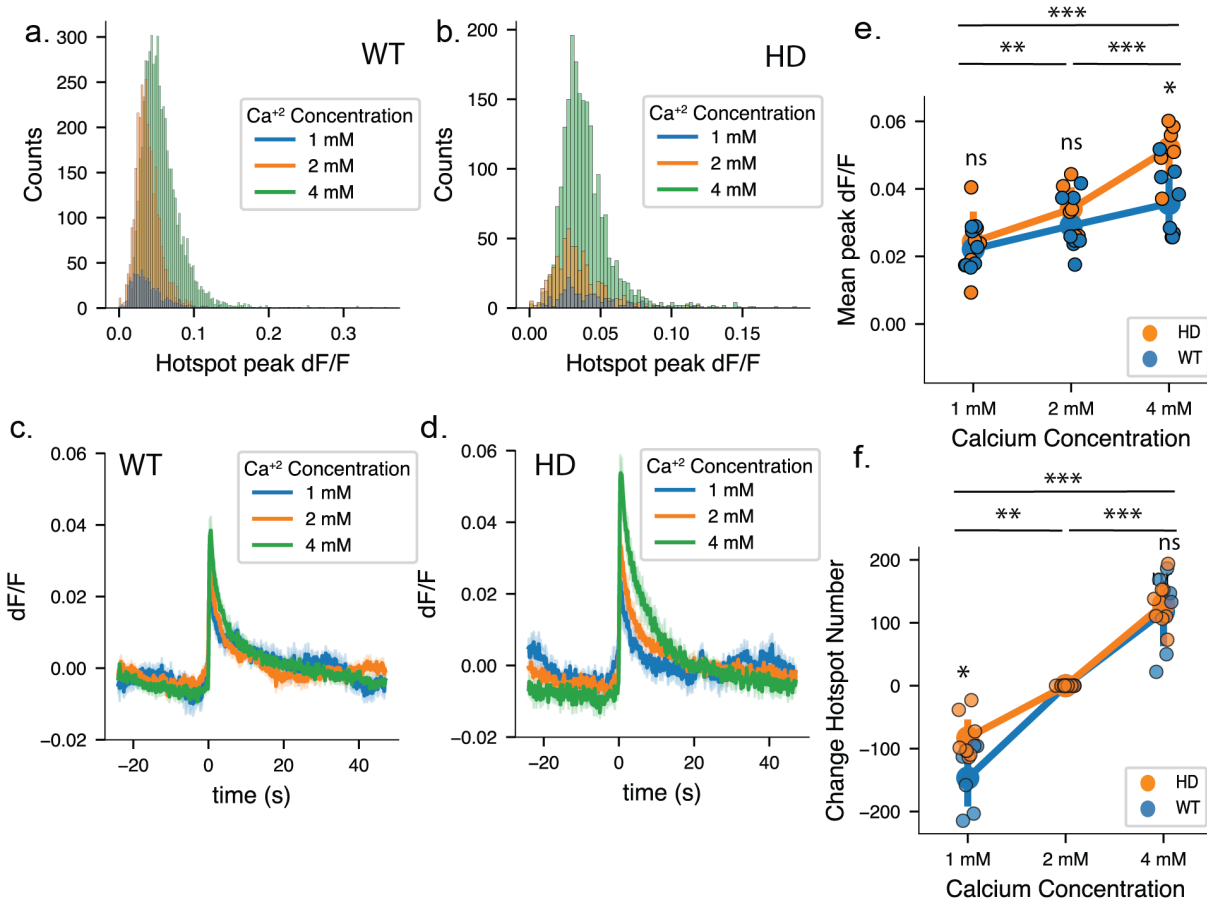 a.
WT
300
250
200
150
100
50
0
Counts
Ca+2 Concentration
1 mM
2 mM
4 mM
0.0 0.1 0.2 0.3
Hotspot peak dF/F
b.
HD
200
150
100
50
0
Counts
Ca+2 Concentration
1 mM
2 mM
4 mM
0.00 0.05 0.10 0.15
Hotspot peak dF/F
c.
WT
0.06
0.04
0.02
0.00
−0.02
dF/F
Ca+2 Concentration
1 mM
2 mM
4 mM
−20 0 20 40
time (s)
d.
HD
0.06
0.04
0.02
0.00
−0.02
Ca+2 Concentration
1 mM
2 mM
4 mM
−20 0 20 40
time (s)
e.
***
** ***
*
ns ns
0.06
0.04
0.02
0.00
Mean peak dF/F
HD
WT
1 mM 2 mM 4 mM
Calcium Concentration
f.
***
** ***
ns
*
200
100
0
−100
−200
Change Hotspot Number
HD
WT
1 mM 2 mM 4 mM
Calcium Concentration